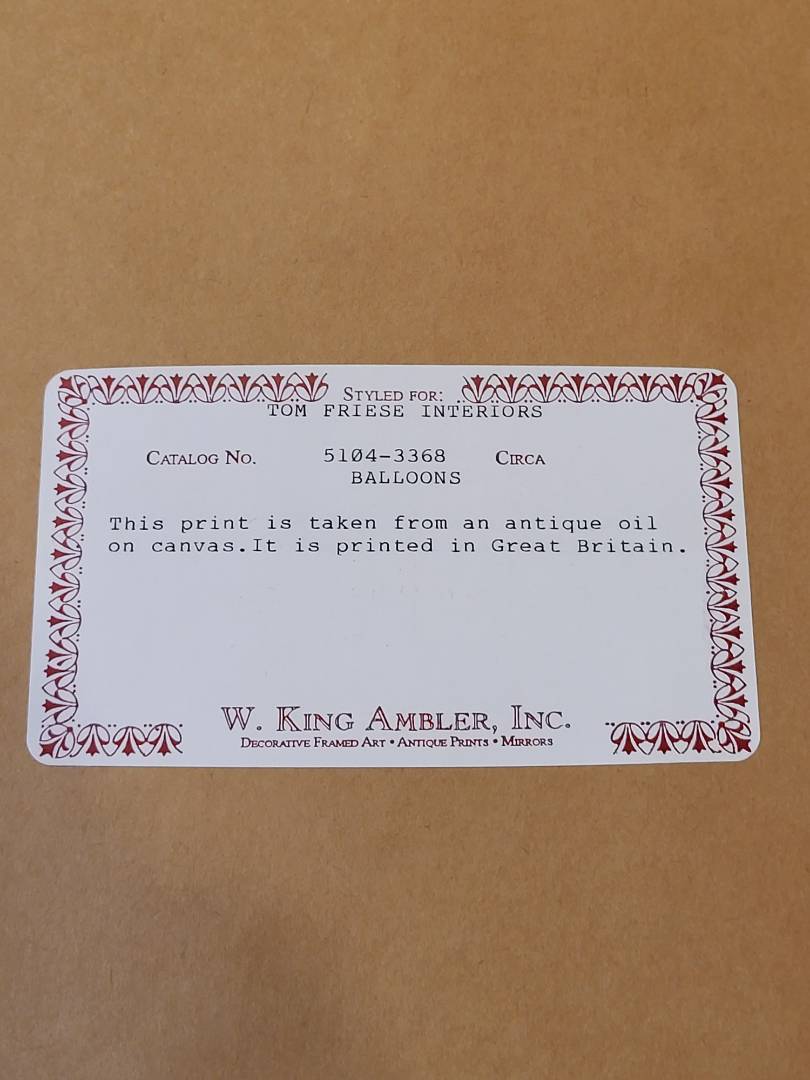 STYLED FOR:
TOM FRIESE INTERIORS
CATALOG NO. 5104-3368 CIRCA
BALLOONS
This print is taken from an antique oil
on canvas.It is printed in Great Britain.
W. KING AMBLER, INC.
DECORATIVE FRAMED ART • ANTIQUE PRINTS • MIRRORS